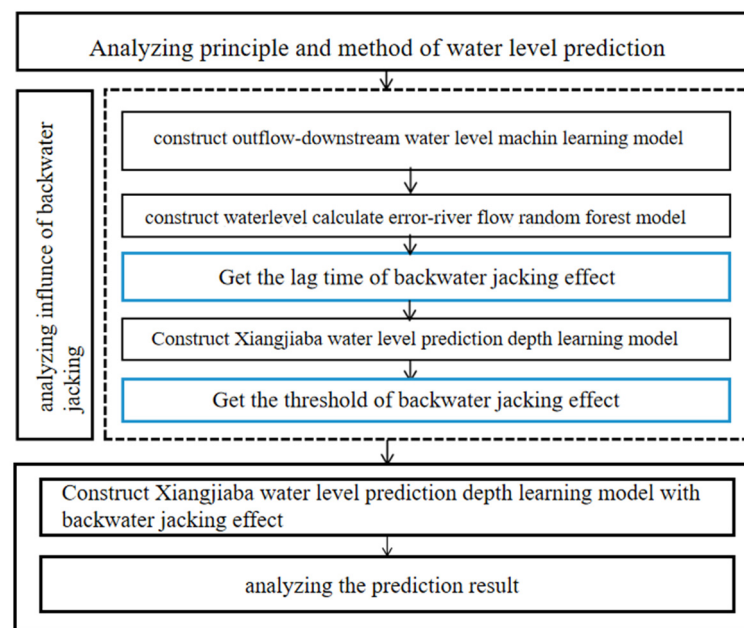 Analyzing principle and method of water level prediction
analyzing influnce of backwater
jacking
construct outflow-downstream water level machin learning model
construct waterlevel calculate error-river flow random forest model
Get the lag time of backwater jacking effect
Construct Xiangjiaba water level prediction depth learning model
Get the threshold of backwater jacking effect
Construct Xiangjiaba water level prediction depth learning model with
backwater jacking effect
analyzing the prediction result